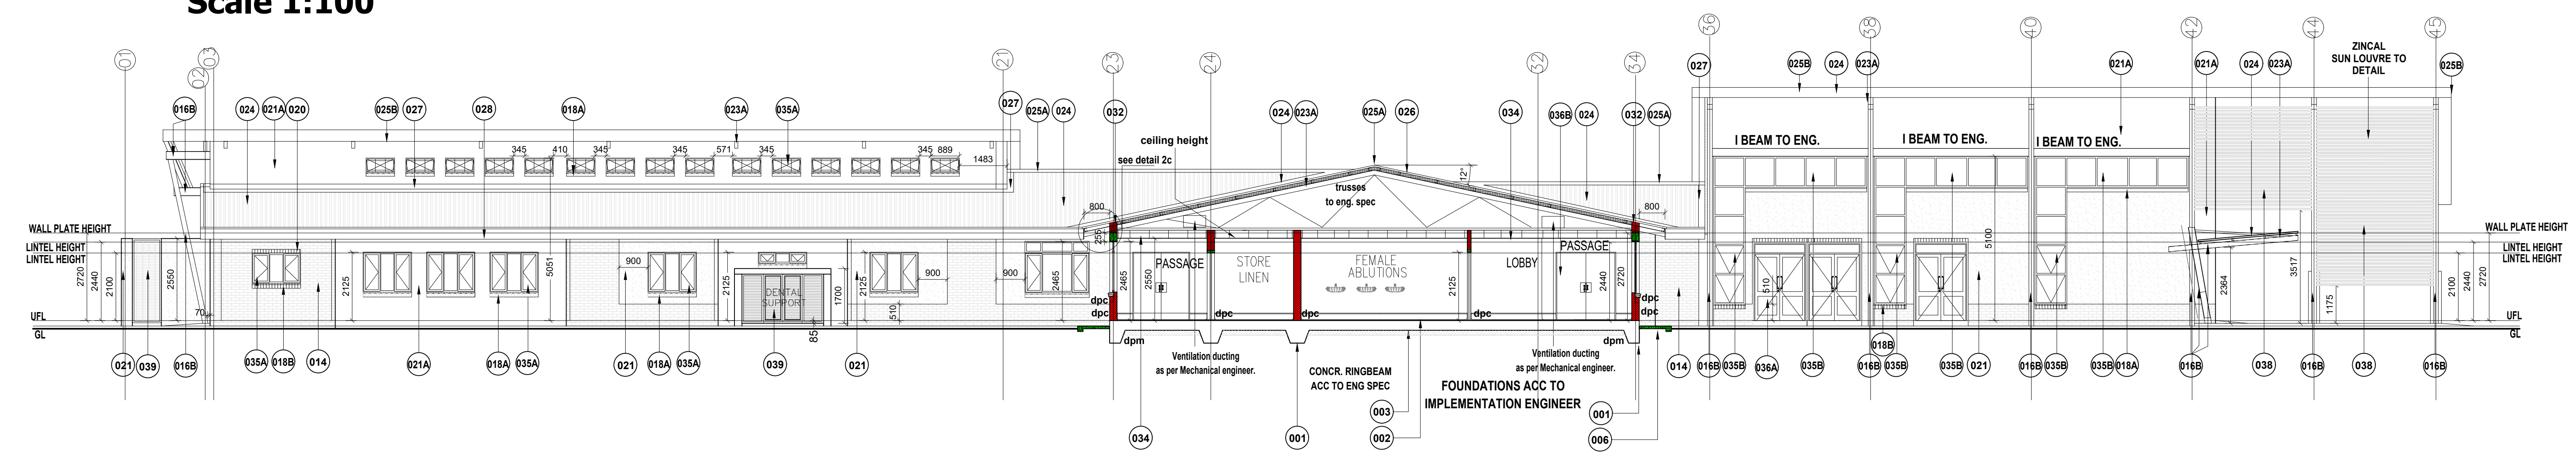 Scale 1:100
01
02
03
21
23
24
32
34
36
38
40
42
44
45
ZINCAL
SUN LOUVRE TO
DETAIL
016B
024
021A
020
025B
027
028
018A
023A
035A
027
025A
024
032
024
023A
025A
026
034
036B
024
032
025A
027
025B
024
023A
021A
021A
024
023A
025B
ceiling height
see detail 2c
I BEAM TO ENG.
I BEAM TO ENG.
I BEAM TO ENG.
345
410
345
345
571
345
345
889
1483
12°
trusses
to eng. spec
800
800
WALL PLATE HEIGHT
LINTEL HEIGHT
LINTEL HEIGHT
2720
2440
2100
2550
UFL
GL
70
2125
5051
900
2125
DENTAL
SUPPORT
85
1700
2125
510
900
900
2465
255
2465
2550
PASSAGE
STORE
LINEN
FEMALE
ABLUTIONS
2125
LOBBY
PASSAGE
2440
2720
dpc
dpc
dpc
dpc
dpc
dpc
dpc
dpm
dpm
510
5100
2364
3517
1175
2100
2440
2720
WALL PLATE HEIGHT
LINTEL HEIGHT
LINTEL HEIGHT
UFL
GL
021
039
016B
035A
018B
014
021A
018A
035A
021
018A
035A
039
021
Ventilation ducting
as per Mechanical engineer.
CONCR. RINGBEAM
ACC TO ENG SPEC
Ventilation ducting
as per Mechanical engineer.
FOUNDATIONS ACC TO
IMPLEMENTATION ENGINEER
014
016B
035B
036A
035B
016B
018B
035B
035B
021
016B
035B
035B
018A
016B
038
016B
038
016B
034
001
003
002
001
006